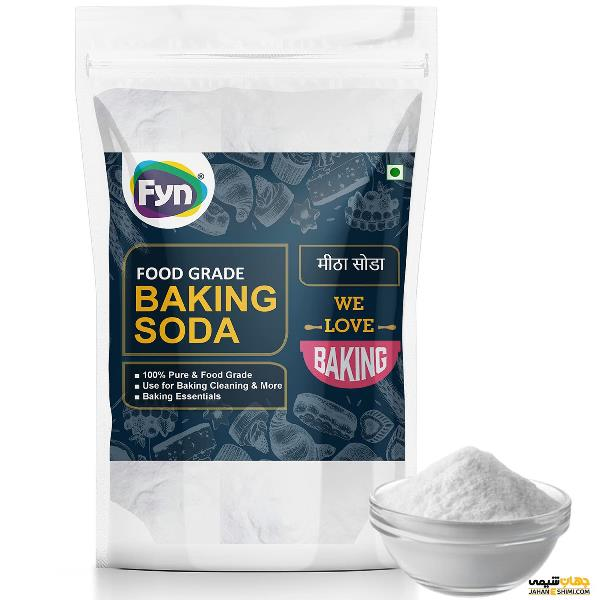 Fyn®
FOOD GRADE
BAKING
SODA
100% Pure & Food Grade
Use for Baking Cleaning & More
Baking Essentials
मीठा सोडा
WE
LOVE
BAKING
جهان شیمی
JAHANESHIMI.COM